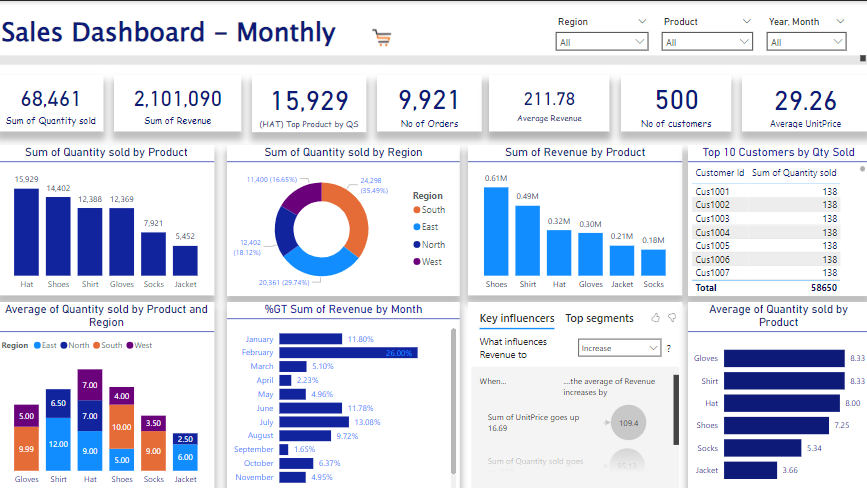 Sales Dashboard – Monthly
Region
Product
Year, Month
All
All
All
68,461
Sum of Quantity sold
2,101,090
Sum of Revenue
15,929
(HAT) Top Product by QS
9,921
No of Orders
211.78
Average Revenue
500
No of customers
29.26
Average UnitPrice
Sum of Quantity sold by Product
15,929
14,402
12,388
12,369
7,921
5,452
Hat
Shoes
Shirt
Gloves
Socks
Jacket
Sum of Quantity sold by Region
11,400 (16.65%)
24,298
(35.49%)
12,402
(18.12%)
20,361 (29.74%)
Region
South
East
North
West
Sum of Revenue by Product
0.61M
0.49M
0.32M
0.30M
0.21M
0.18M
Shoes
Shirt
Hat
Gloves
Jacket
Socks
Top 10 Customers by Qty Sold
Customer Id Sum of Quantity sold
Cus1001 138
Cus1002 138
Cus1003 138
Cus1004 138
Cus1005 138
Cus1006 138
Cus1007 138
Total 58650
Average of Quantity sold by Product and
Region
Region East North South West
5.00
9.99
6.50
12.00
7.00
7.00
9.00
4.00
10.00
5.00
3.50
9.00
2.50
6.00
Gloves
Shirt
Hat
Shoes
Socks
Jacket
%GT Sum of Revenue by Month
January 11.80%
February 26.00%
March 5.10%
April 2.23%
May 4.96%
June 11.78%
July 13.08%
August 9.72%
September 1.65%
October 6.37%
November 4.95%
Key influencers Top segments
What influences
Revenue to
Increase
?
When...
...the average of Revenue
increases by
Sum of UnitPrice goes up
16.69
109.4
Sum of Quantity sold goes
95.13
Average of Quantity sold by
Product
Gloves 8.33
Shirt 8.33
Hat 8.00
Shoes 7.25
Socks 5.34
Jacket 3.66